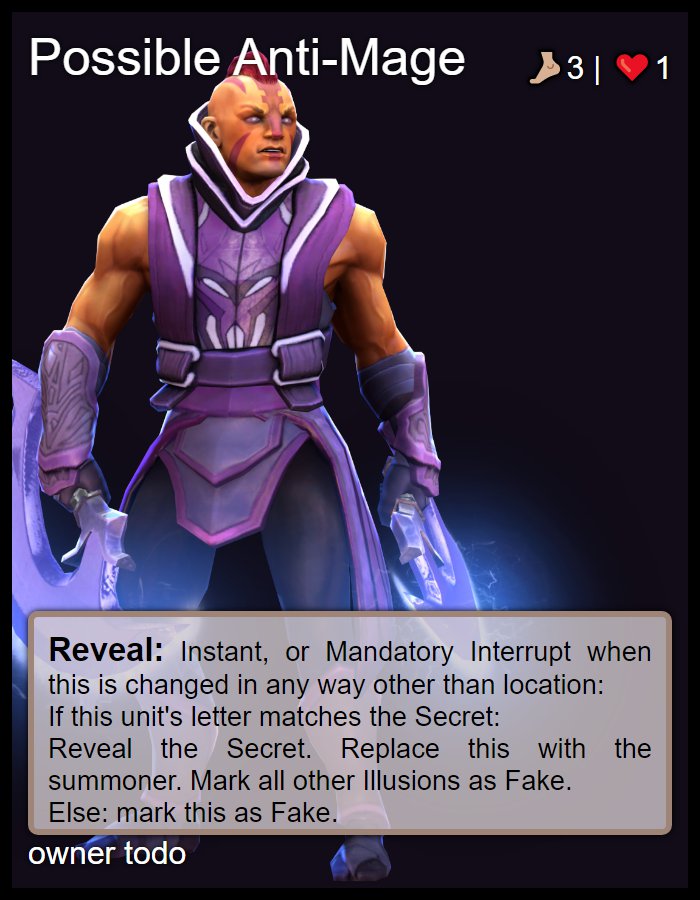 Possible Anti-Mage 3 | 1
Reveal: Instant, or Mandatory Interrupt when
this is changed in any way other than location:
If this unit's letter matches the Secret:
Reveal the Secret. Replace this with the
summoner. Mark all other Illusions as Fake.
Else: mark this as Fake.
owner todo